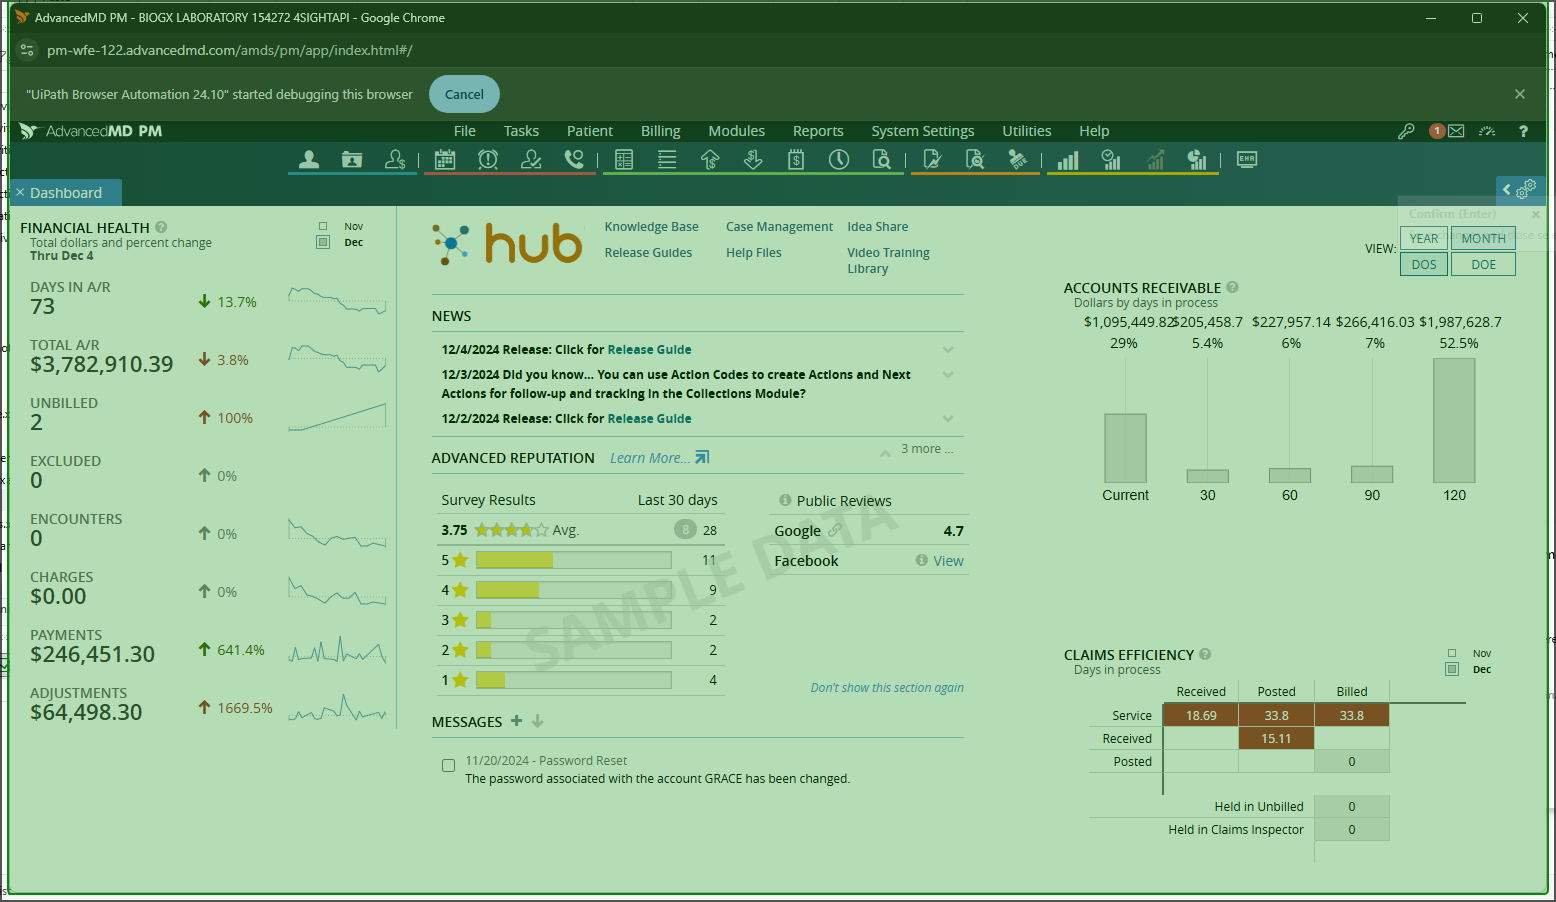 AdvancedMD PM - BIOGX LABORATORY 154272 4SIGHTAPI - Google Chrome
pm-wfe-122.advancedmd.com/amds/pm/app/index.html#/
"UiPath Browser Automation 24.10" started debugging this browser
Cancel
AdvancedMD PM
File Tasks Patient Billing Modules Reports System Settings Utilities Help
1
?
EHR
Dashboard
FINANCIAL HEALTH
Nov
Total dollars and percent change
Dec
Thru Dec 4
DAYS IN A/R
73
13.7%
TOTAL A/R
$3,782,910.39
3.8%
UNBILLED
2
100%
EXCLUDED
0
0%
ENCOUNTERS
0
0%
CHARGES
$0.00
0%
PAYMENTS
$246,451.30
641.4%
ADJUSTMENTS
$64,498.30
1669.5%
hub
Knowledge Base Case Management Idea Share
Release Guides Help Files Video Training
Library
NEWS
12/4/2024 Release: Click for Release Guide
12/3/2024 Did you know... You can use Action Codes to create Actions and Next
Actions for follow-up and tracking in the Collections Module?
12/2/2024 Release: Click for Release Guide
3 more ...
ADVANCED REPUTATION Learn More...
Survey Results Last 30 days
3.75 Avg. 8 28
5 11
4 9
3 2
2 2
1 4
Public Reviews
Google 4.7
Facebook View
SAMPLE DATA
Don't show this section again
MESSAGES
11/20/2024 - Password Reset
The password associated with the account GRACE has been changed.
Confirm (Enter)
VIEW: YEAR MONTH
DOS DOE
ACCOUNTS RECEIVABLE
Dollars by days in process
$1,095,449.82 $205,458.7 $227,957.14 $266,416.03 $1,987,628.7
29% 5.4% 6% 7% 52.5%
Current 30 60 90 120
CLAIMS EFFICIENCY
Nov
Days in process
Dec
Received Posted Billed
Service 18.69 33.8 33.8
Received 15.11
Posted 0
Held in Unbilled 0
Held in Claims Inspector 0